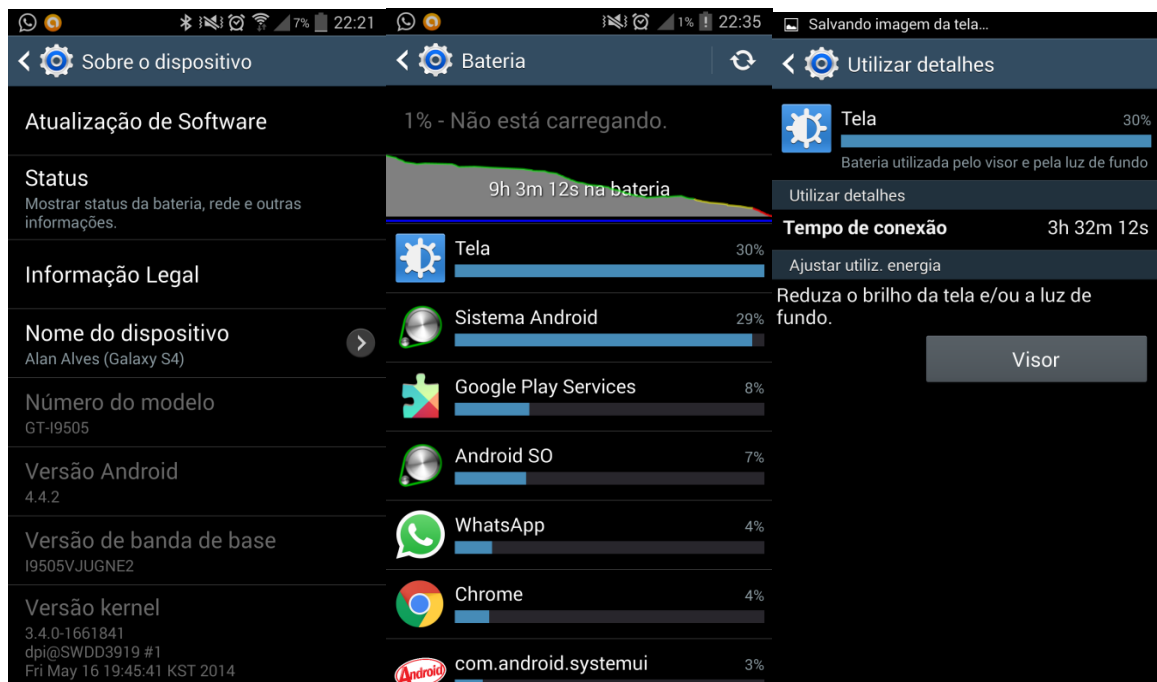 7% 22:21
Sobre o dispositivo
Atualização de Software
Status
Mostrar status da bateria, rede e outras
informações.
Informação Legal
Nome do dispositivo
Alan Alves (Galaxy S4)
Número do modelo
GT-I9505
Versão Android
4.4.2
Versão de banda de base
I9505VJUGNE2
Versão kernel
3.4.0-1661841
dpi@SWDD3919 #1
Fri May 16 19:45:41 KST 2014
1% 22:35
Bateria
1% - Não está carregando.
9h 3m 12s na bateria
Tela 30%
Sistema Android 29%
Google Play Services 8%
Android SO 7%
WhatsApp 4%
Chrome 4%
Android com.android.systemui 3%
Salvando imagem da tela...
Utilizar detalhes
Tela 30%
Bateria utilizada pelo visor e pela luz de fundo
Utilizar detalhes
Tempo de conexão 3h 32m 12s
Ajustar utiliz. energia
Reduza o brilho da tela e/ou a luz de
fundo.
Visor